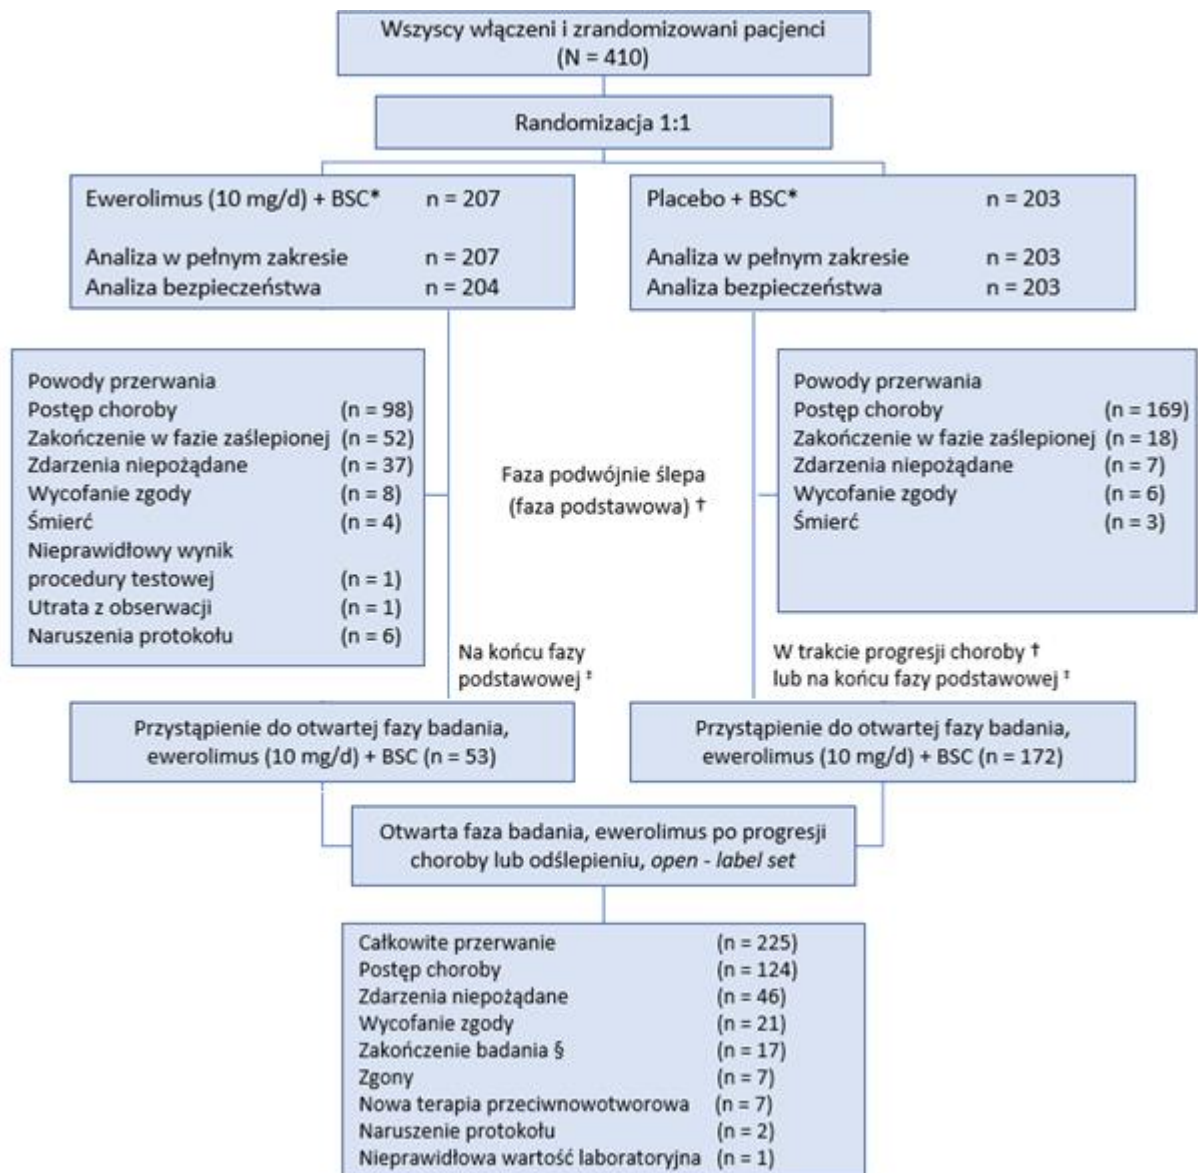 Wszyscy włączeni i zrandomizowani pacjenci
(N = 410)
Randomizacja 1:1
Ewerolimus (10 mg/d) + BSC* n = 207
Analiza w pełnym zakresie n = 207
Analiza bezpieczeństwa n = 204
Placebo + BSC* n = 203
Analiza w pełnym zakresie n = 203
Analiza bezpieczeństwa n = 203
Powody przerwania
Postęp choroby (n = 98)
Zakończenie w fazie zaślepionej (n = 52)
Zdarzenia niepożądane (n = 37)
Wycofanie zgody (n = 8)
Śmierć (n = 4)
Nieprawidłowy wynik
procedury testowej (n = 1)
Utrata z obserwacji (n = 1)
Naruszenia protokołu (n = 6)
Faza podwójnie ślepa
(faza podstawowa) †
Powody przerwania
Postęp choroby (n = 169)
Zakończenie w fazie zaślepionej (n = 18)
Zdarzenia niepożądane (n = 7)
Wycofanie zgody (n = 6)
Śmierć (n = 3)
Na końcu fazy
podstawowej ‡
W trakcie progresji choroby †
lub na końcu fazy podstawowej ‡
Przystąpienie do otwartej fazy badania,
ewerolimus (10 mg/d) + BSC (n = 53)
Przystąpienie do otwartej fazy badania,
ewerolimus (10 mg/d) + BSC (n = 172)
Otwarta faza badania, ewerolimus po progresji
choroby lub odślepieniu, open - label set
Całkowite przerwanie (n = 225)
Postęp choroby (n = 124)
Zdarzenia niepożądane (n = 46)
Wycofanie zgody (n = 21)
Zakończenie badania § (n = 17)
Zgony (n = 7)
Nowa terapia przeciwnowotworowa (n = 7)
Naruszenie protokołu (n = 2)
Nieprawidłowa wartość laboratoryjna (n = 1)